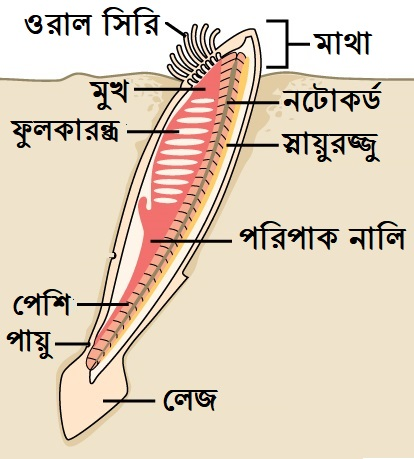 ওরাল সিরি
মাথা
মুখ
নটোকর্ড
ফুলকারন্ধ্র
স্নায়ুরজ্জু
পরিপাক নালি
পেশি
পায়ু
লেজ